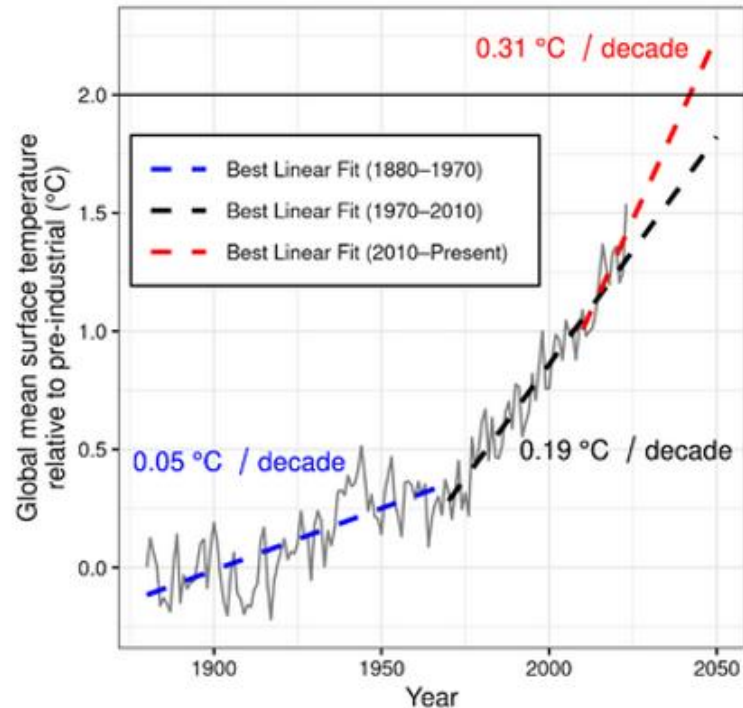 0.31 °C / decade
2.0
Best Linear Fit (1880–1970)
Best Linear Fit (1970–2010)
Best Linear Fit (2010–Present)
1.5
1.0
0.5
0.05 °C / decade
0.19 °C / decade
0.0
Global mean surface temperature
relative to pre-industrial (°C)
1900
1950
2000
2050
Year